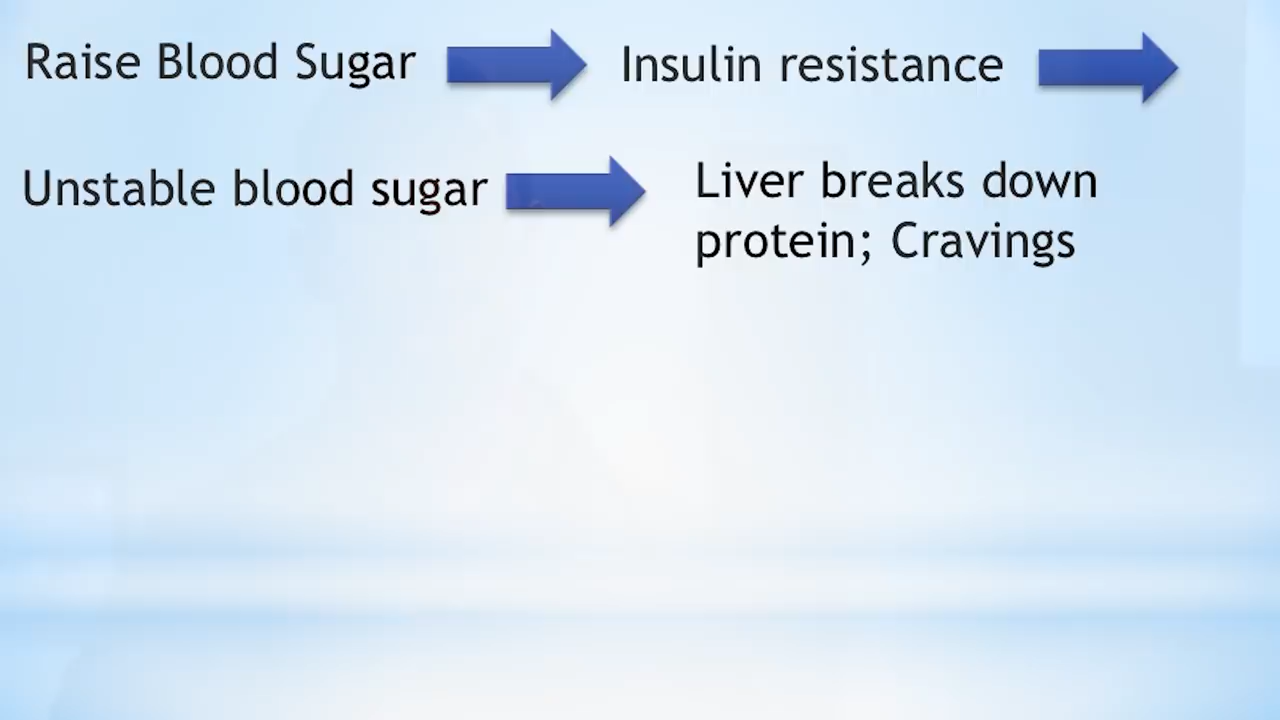 Raise Blood Sugar
Insulin resistance
Unstable blood sugar
Liver breaks down
protein; Cravings